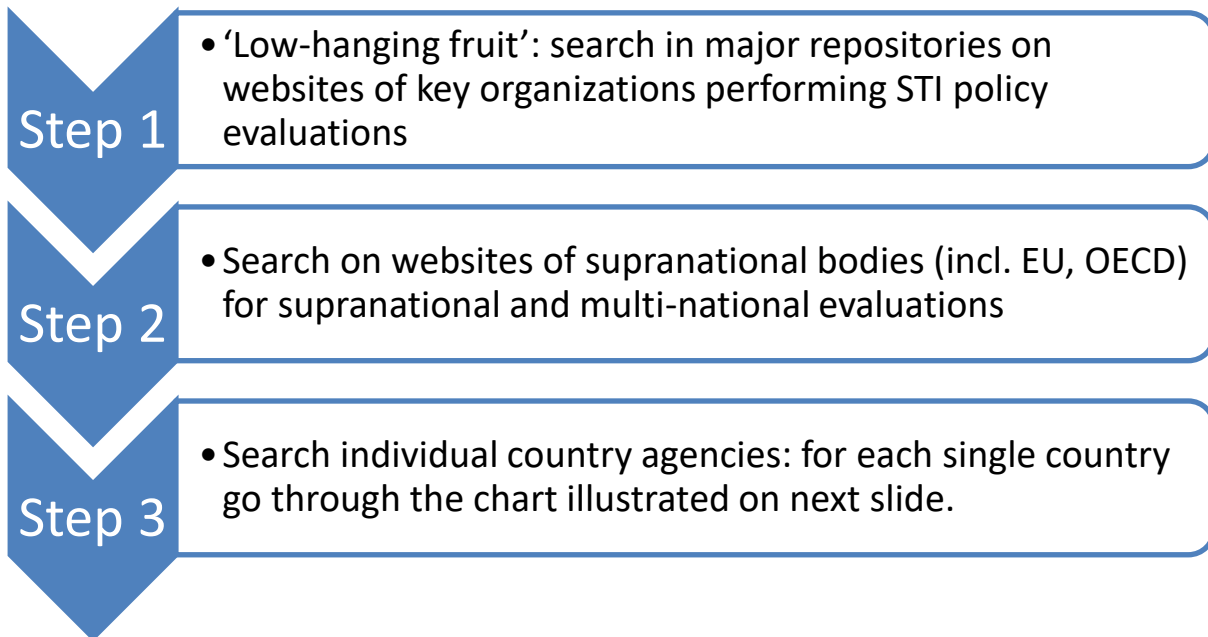 Step 1
• ‘Low-hanging fruit’: search in major repositories on
websites of key organizations performing STI policy
evaluations
Step 2
• Search on websites of supranational bodies (incl. EU, OECD)
for supranational and multi-national evaluations
Step 3
• Search individual country agencies: for each single country
go through the chart illustrated on next slide.